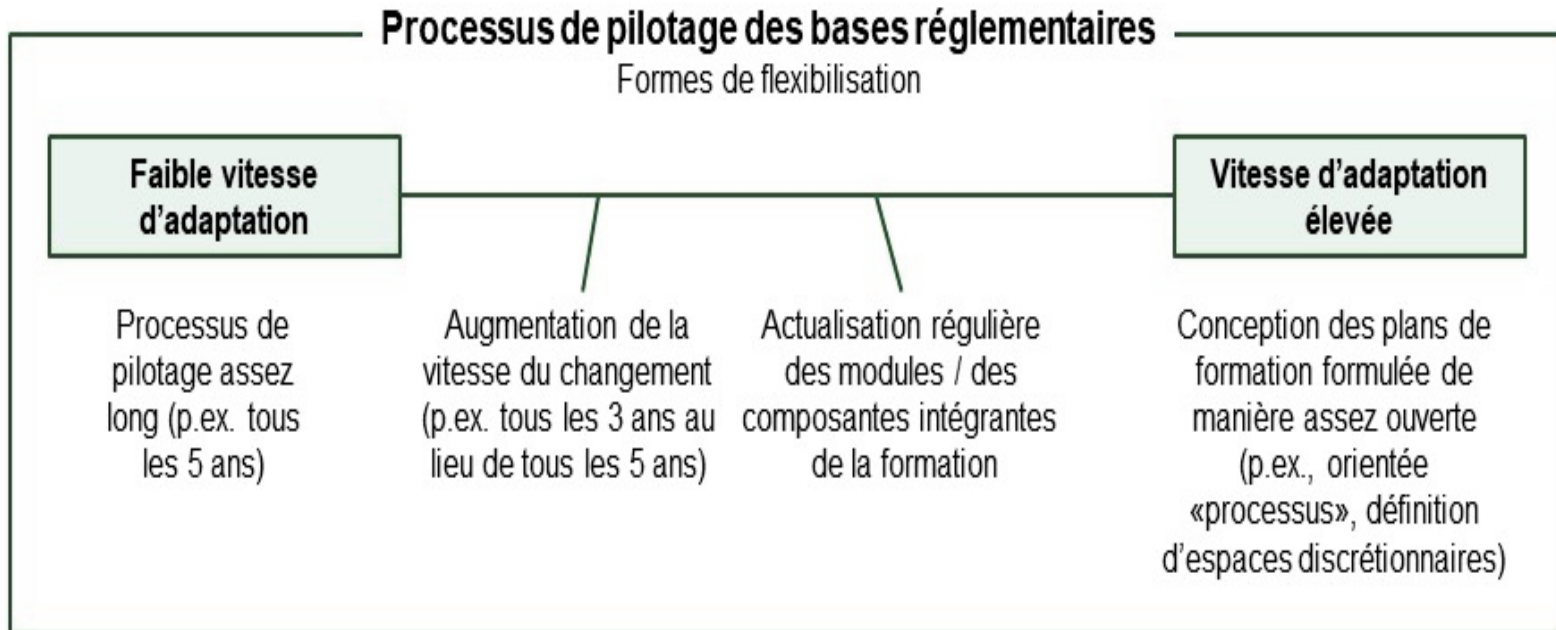 Processus de pilotage des bases réglementaires
Formes de flexibilisation
Faible vitesse
d’adaptation
Vitesse d’adaptation
élevée
Processus de
pilotage assez
long (p.ex. tous
les 5 ans)
Augmentation de la
vitesse du changement
(p.ex. tous les 3 ans au
lieu de tous les 5 ans)
Actualisation régulière
des modules / des
composantes intégrantes
de la formation
Conception des plans de
formation formulée de
manière assez ouverte
(p.ex., orientée
«processus», définition
d’espaces discrétionnaires)